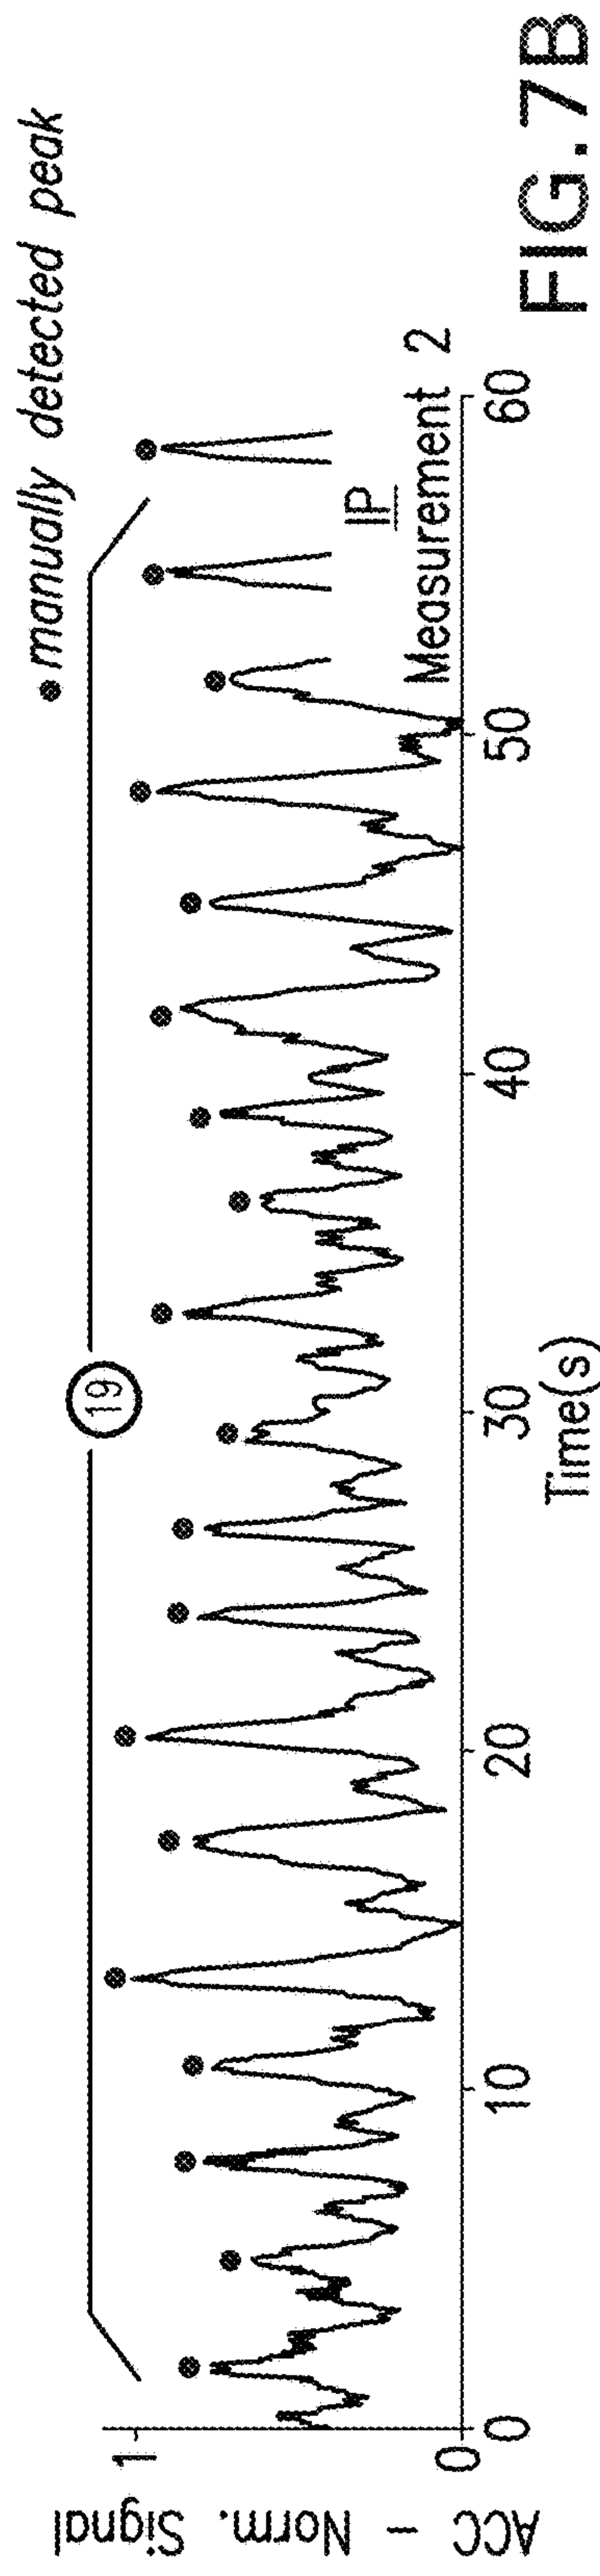 ● manually detected peak
19
1
0
ACC – Norm. Signal
IP
Measurement 2
0
10
20
30
40
50
60
Time(s)
FIG. 7B